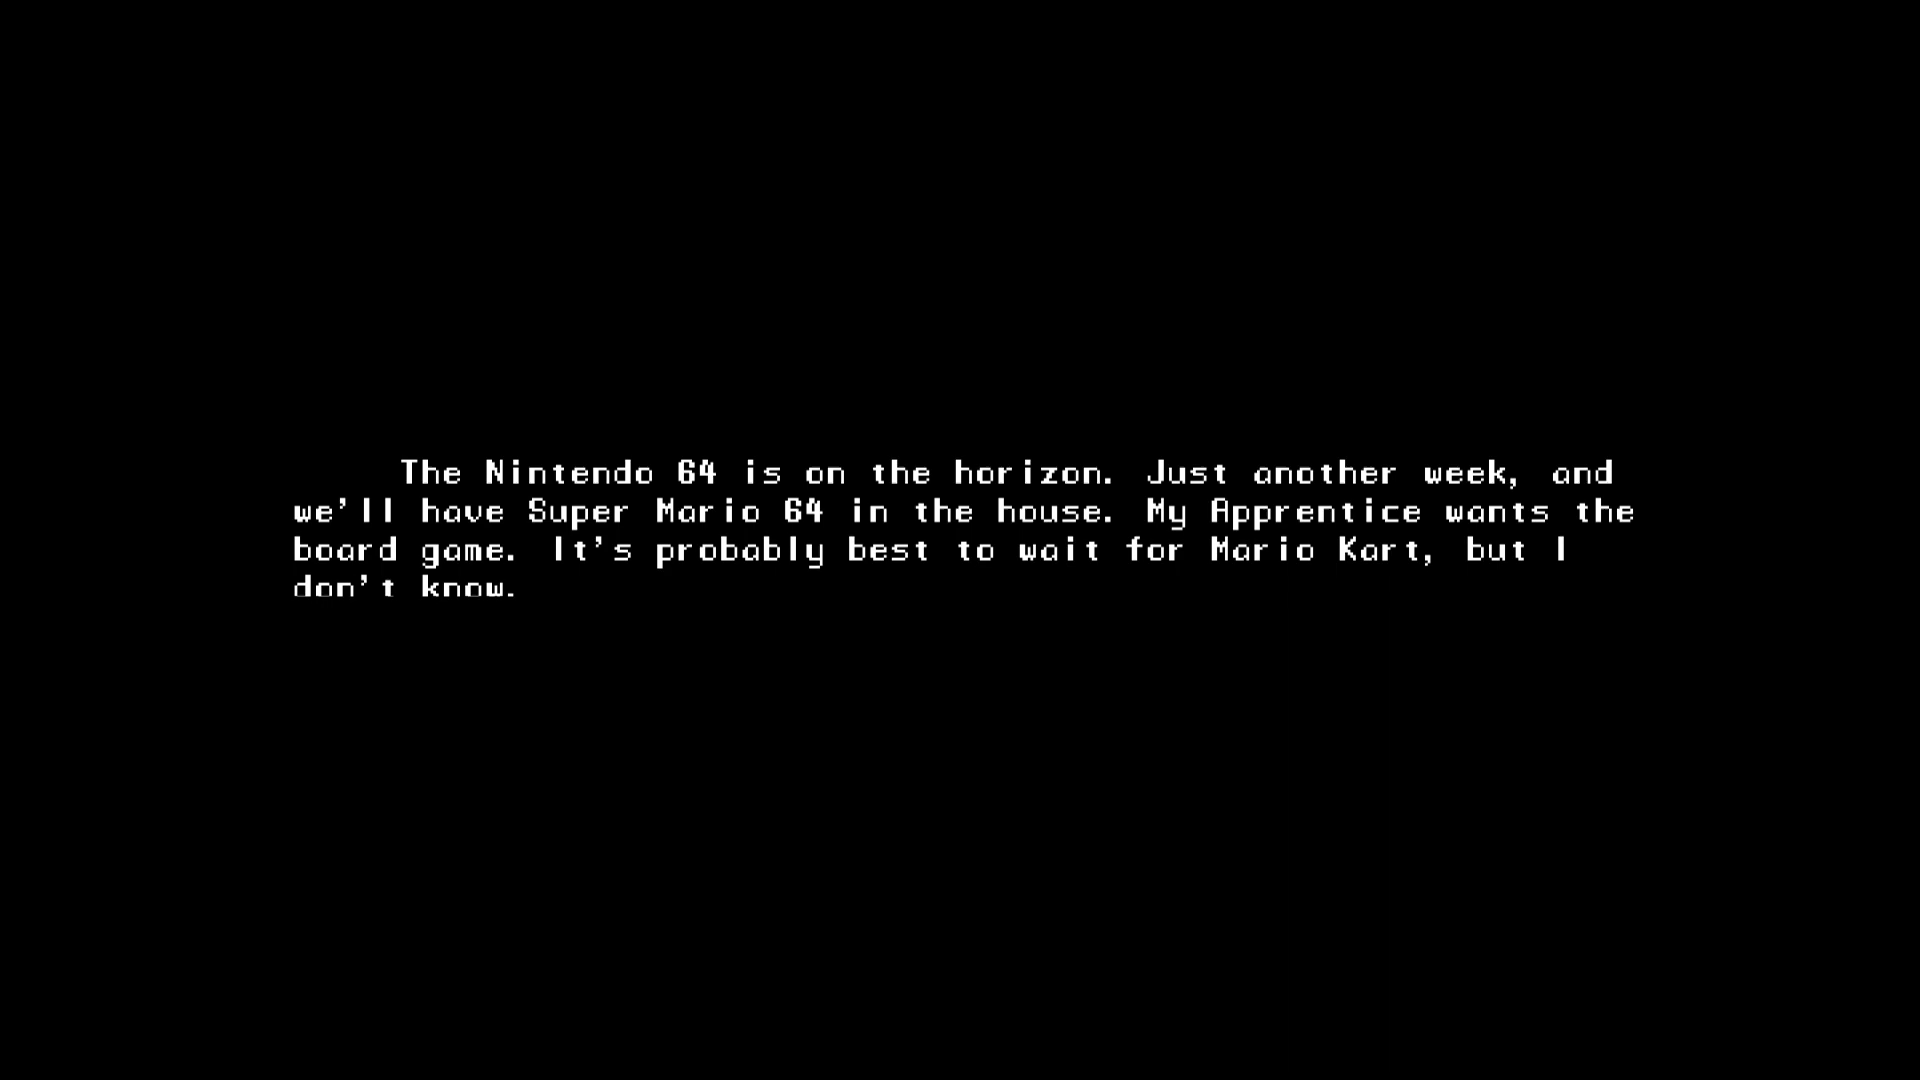 The Nintendo 64 is on the horizon. Just another week, and
we'll have Super Mario 64 in the house. My Apprentice wants the
board game. It's probably best to wait for Mario Kart, but I
don't know.